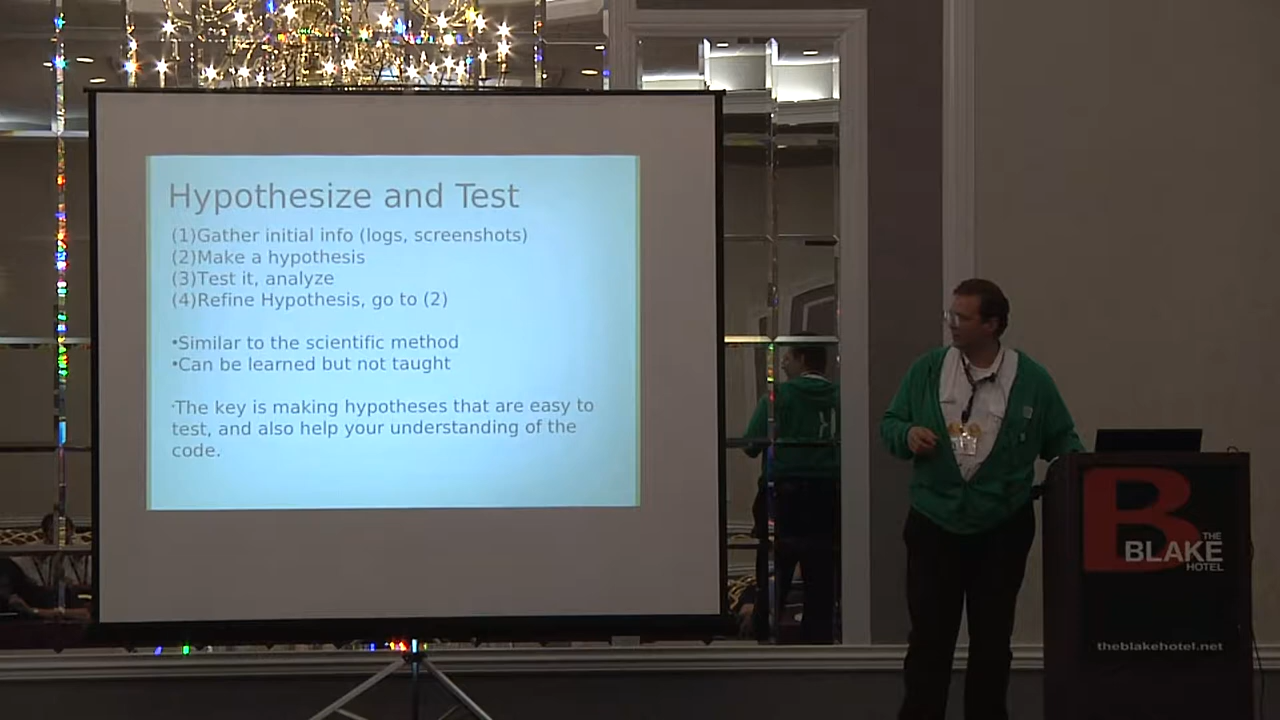 Hypothesize and Test
(1)Gather initial info (logs, screenshots)
(2)Make a hypothesis
(3)Test it, analyze
(4)Refine Hypothesis, go to (2)
•Similar to the scientific method
•Can be learned but not taught
·The key is making hypotheses that are easy to
test, and also help your understanding of the
code.
B
THE
BLAKE
HOTEL
theblakehotel.net